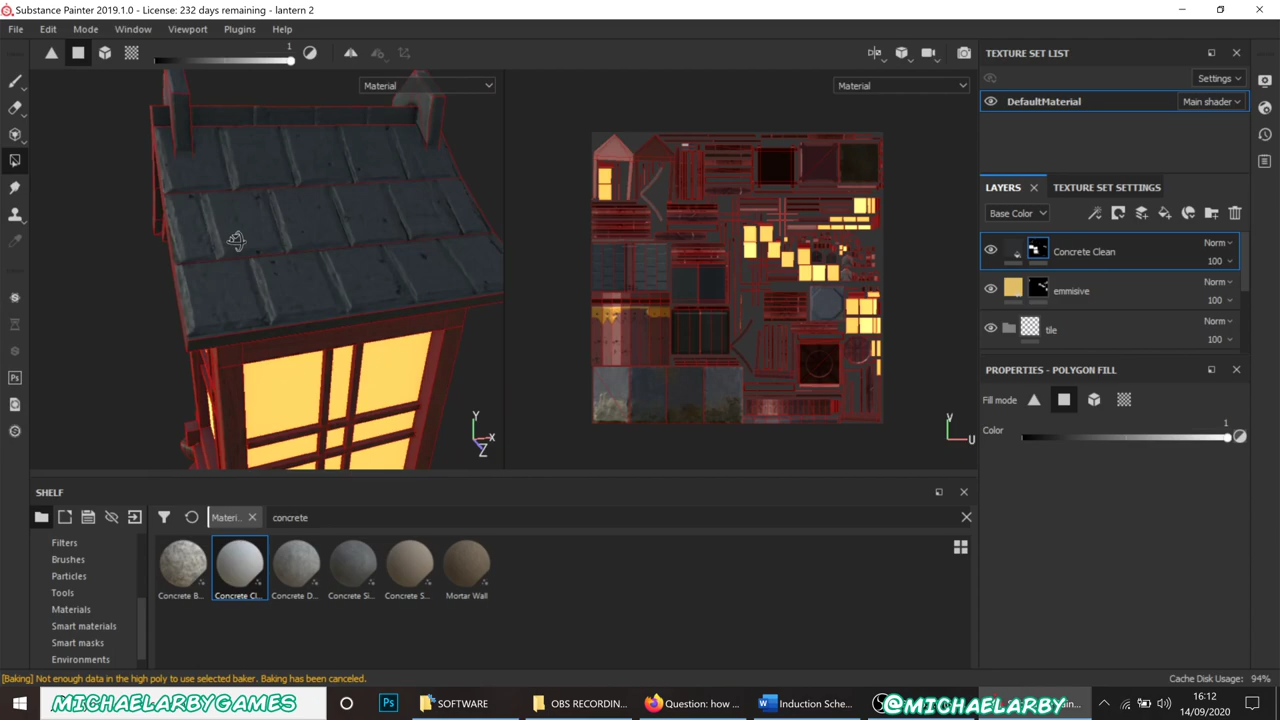 Substance Painter 2019.1.0 - License: 232 days remaining - lantern 2
File Edit Mode Window Viewport Plugins Help
1
Material
Material
TEXTURE SET LIST
Settings
DefaultMaterial
Main shader
LAYERS
TEXTURE SET SETTINGS
Base Color
Concrete Clean
Norm
100
emmisive
Norm
100
tile
Norm
100
PROPERTIES - POLYGON FILL
Fill mode
Color
1
Y
X
Z
V
U
SHELF
Materi..
concrete
Filters
Brushes
Particles
Tools
Materials
Smart materials
Smart masks
Environments
Concrete B...
Concrete Cl...
Concrete D...
Concrete Si...
Concrete S...
Mortar Wall
[Baking] Not enough data in the high poly to use selected baker. Baking has been canceled.
Cache Disk Usage: 94%
MICHAELARBYGAMES
Ps
SOFTWARE
OBS RECORDIN...
Question: how ...
Induction Sche...
@MICHAELARBY
16:12
14/09/2020